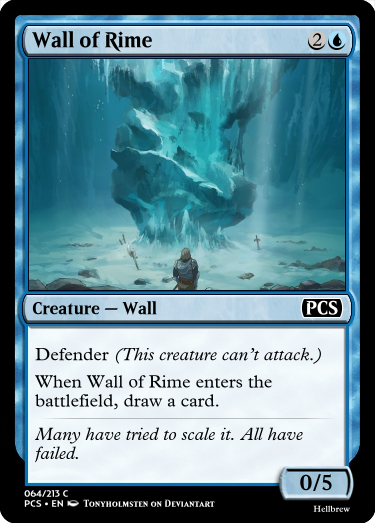 Wall of Rime 2
Creature — Wall PCS
Defender (This creature can't attack.)
When Wall of Rime enters the
battlefield, draw a card.
Many have tried to scale it. All have
failed.
0/5
064/213 C
PCS • EN Tonyholmsten on Deviantart
Hellbrew